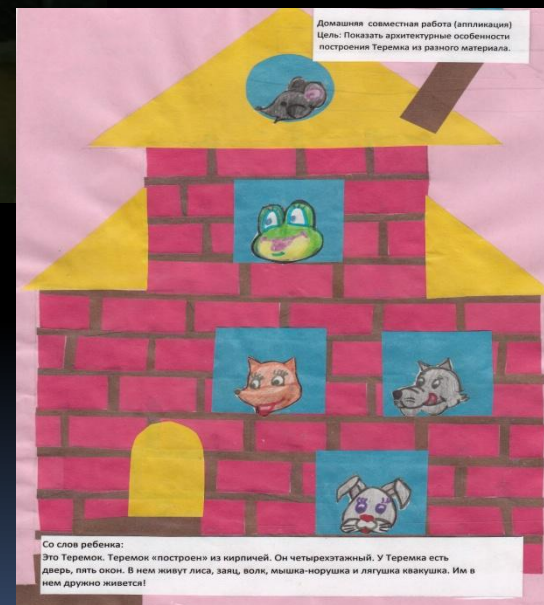 Домашняя совместная работа (аппликация)
Цель: Показать архитектурные особенности
построения Теремка из разного материала.
Со слов ребенка:
Это Теремок. Теремок «построен» из кирпичей. Он четырехэтажный. У Теремка есть
дверь, пять окон. В нем живут лиса, заяц, волк, мышка-норушка и лягушка квакушка. Им в
нем дружно живется!